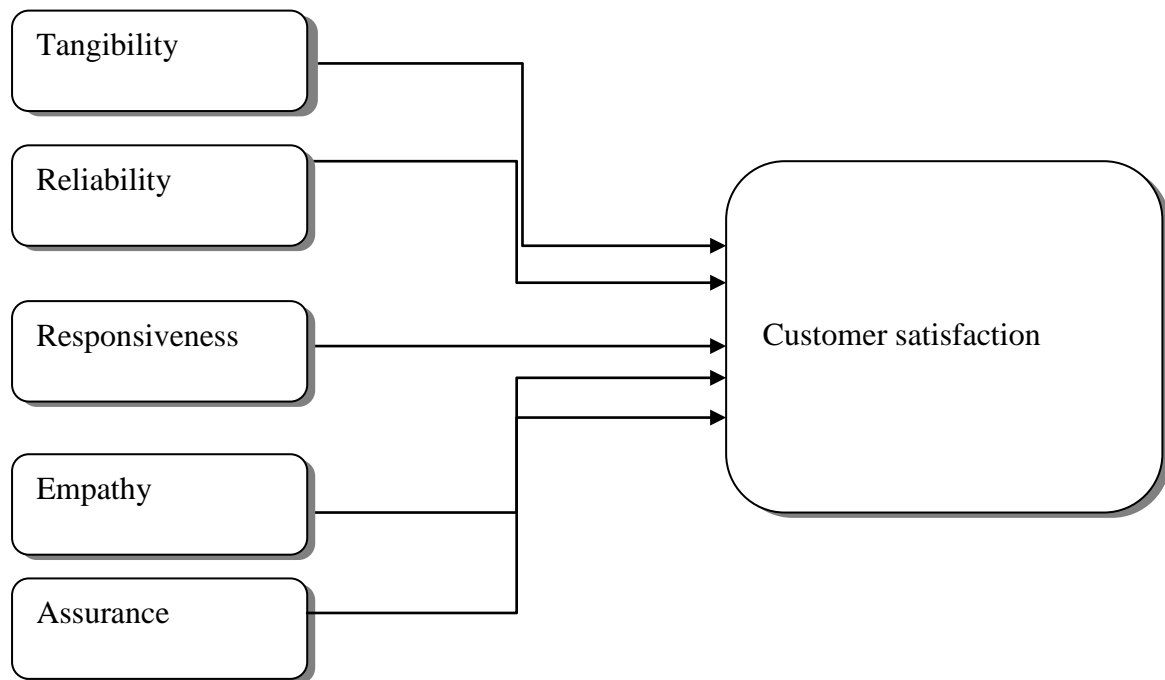 Tangibility
Reliability
Responsiveness
Customer satisfaction
Empathy
Assurance